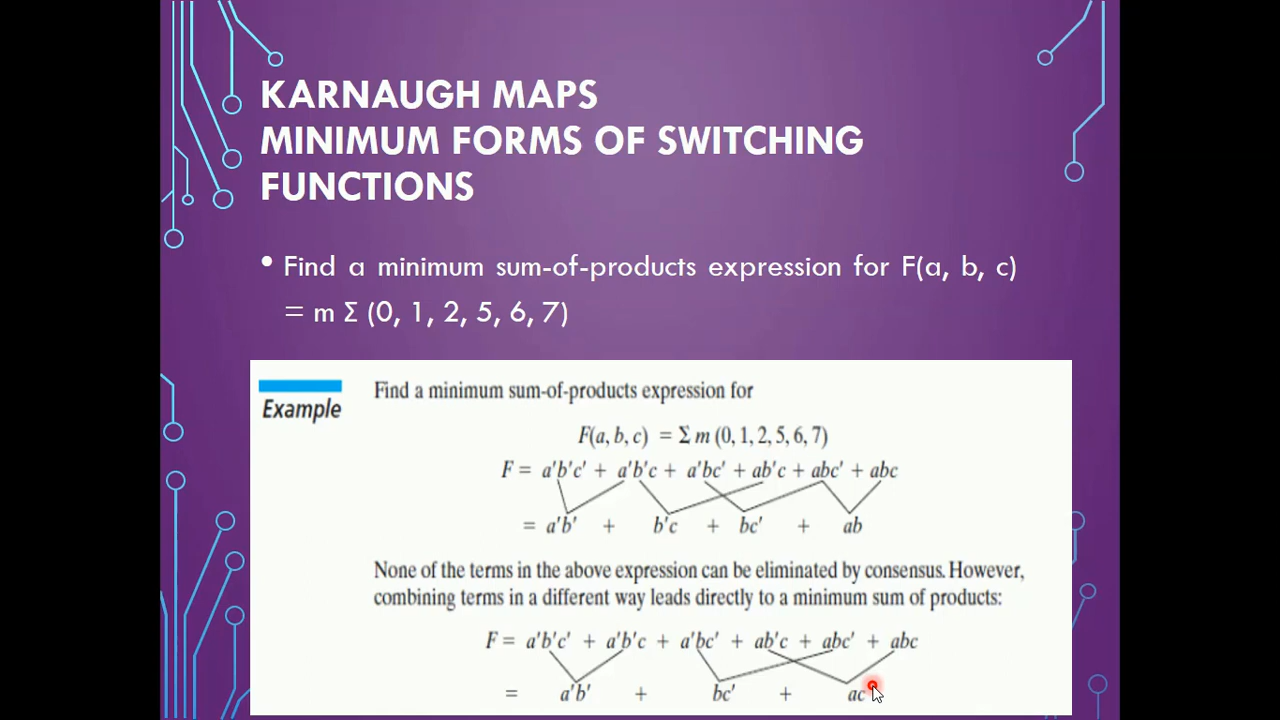 KARNAUGH MAPS
MINIMUM FORMS OF SWITCHING
FUNCTIONS
• Find a minimum sum-of-products expression for F(a, b, c)
= m Σ (0, 1, 2, 5, 6, 7)
Example
Find a minimum sum-of-products expression for
F(a, b, c) = Σ m (0, 1, 2, 5, 6, 7)
F = a'b'c' + a'b'c + a'bc' + ab'c + abc' + abc
= a'b' + b'c + bc' + ab
None of the terms in the above expression can be eliminated by consensus. However,
combining terms in a different way leads directly to a minimum sum of products:
F = a'b'c' + a'b'c + a'bc' + ab'c + abc' + abc
= a'b' + bc' + ac